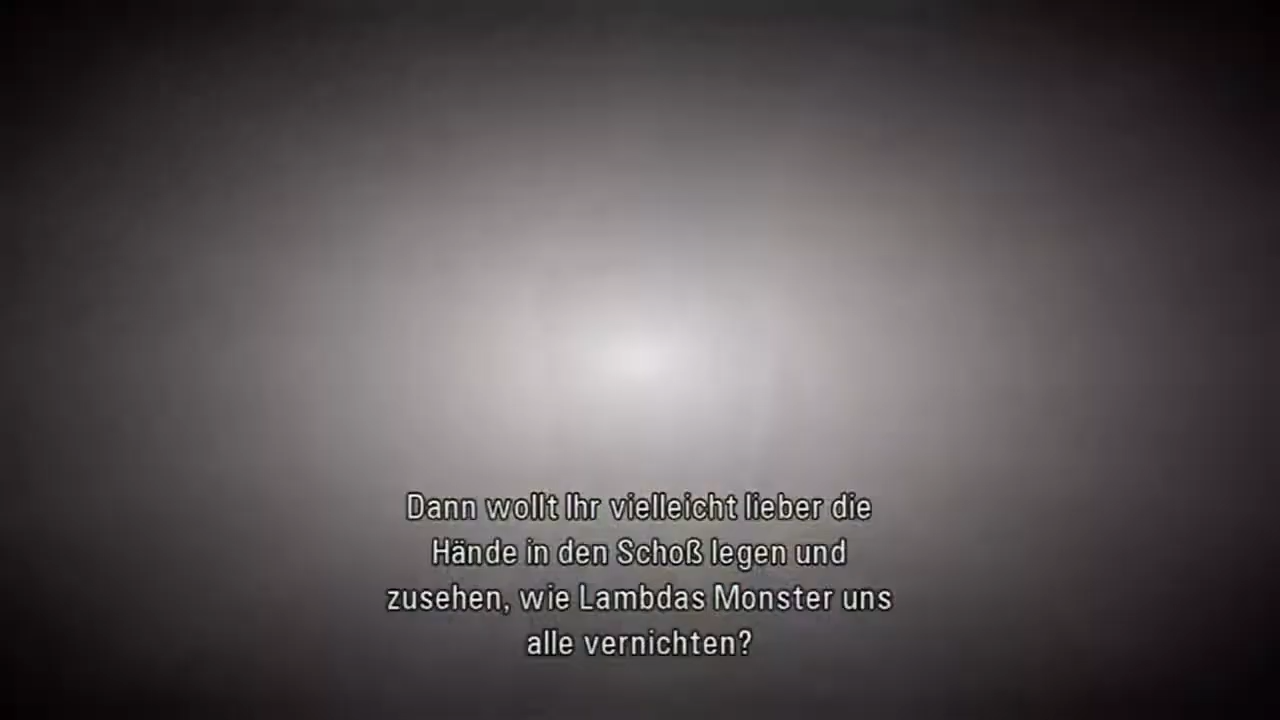 Dann wollt Ihr vielleicht lieber die
Hände in den Schoß legen und
zusehen, wie Lambdas Monster uns
alle vernichten?